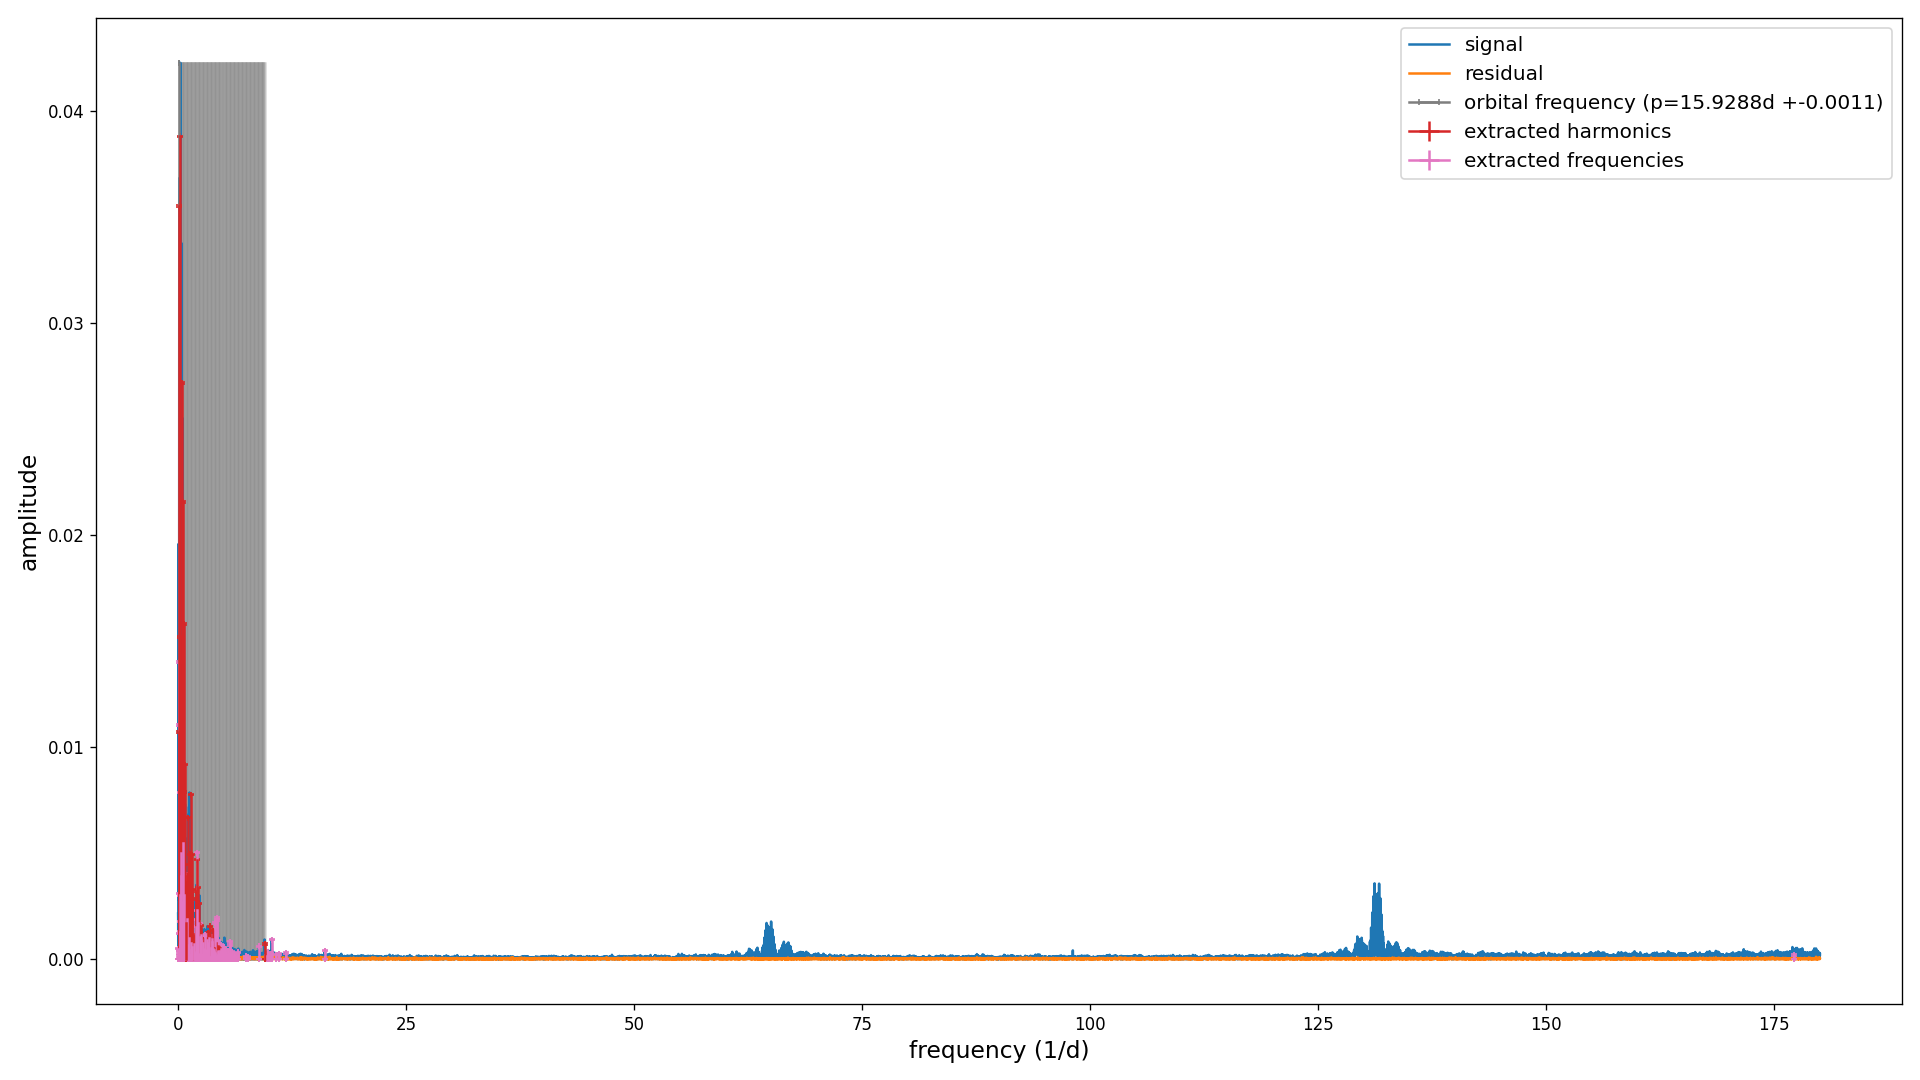 signal
residual
orbital frequency (p=15.9288d +-0.0011)
extracted harmonics
extracted frequencies
0.04
0.03
0.02
0.01
0.00
amplitude
0
25
50
75
100
125
150
175
frequency (1/d)